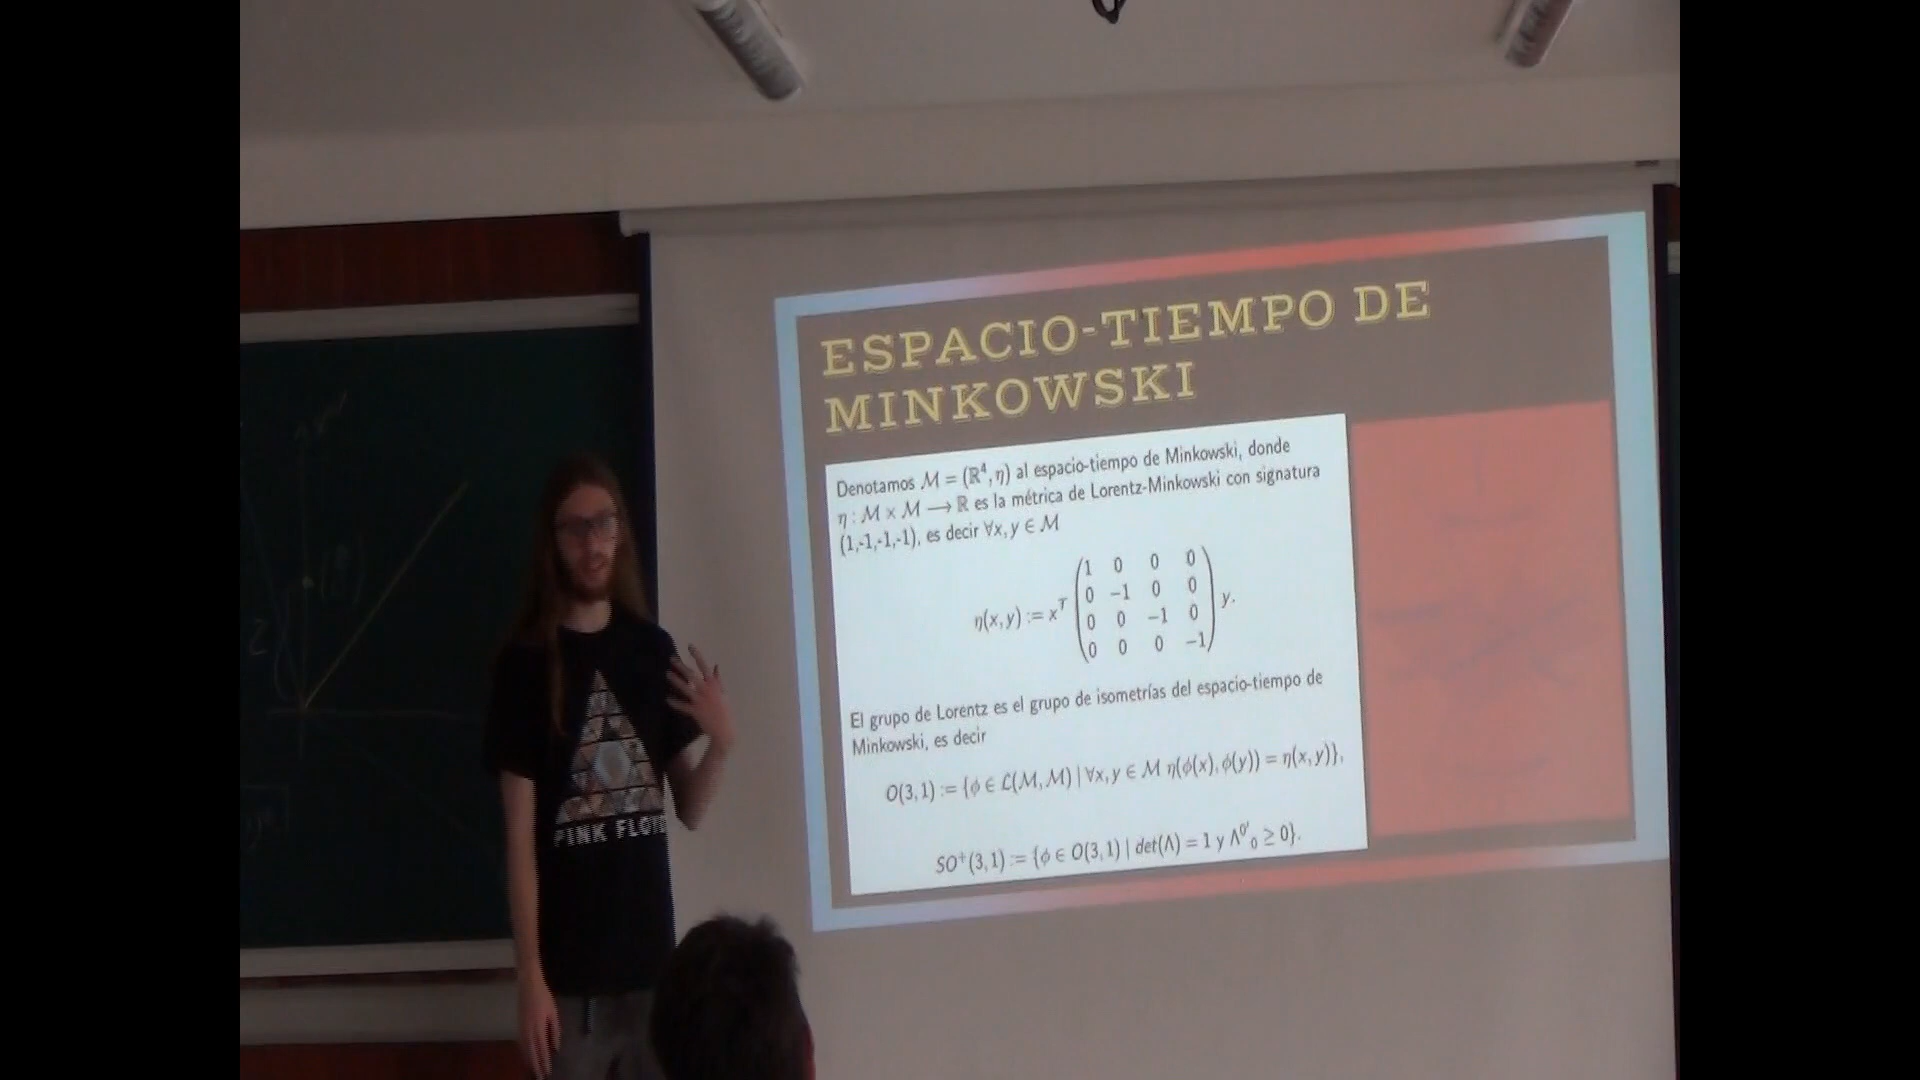 ESPACIO-TIEMPO DE
MINKOWSKI
Denotamos M = (ℝ⁴, η) al espacio-tiempo de Minkowski, donde
η : M × M ⟶ ℝ es la métrica de Lorentz-Minkowski con signatura
(1,-1,-1,-1), es decir ∀x, y ∈ M
η(x, y) := xᵀ
1 0 0 0
0 −1 0 0
0 0 −1 0
0 0 0 −1
y.
El grupo de Lorentz es el grupo de isometrías del espacio-tiempo de
Minkowski, es decir
O(3, 1) := {ϕ ∈ ℒ(M, M) | ∀x, y ∈ M η(ϕ(x), ϕ(y)) = η(x, y)},
SO⁺(3, 1) := {ϕ ∈ O(3, 1) | det(Λ) = 1 y Λ⁰′₀ ≥ 0}.
PINK FLOYD